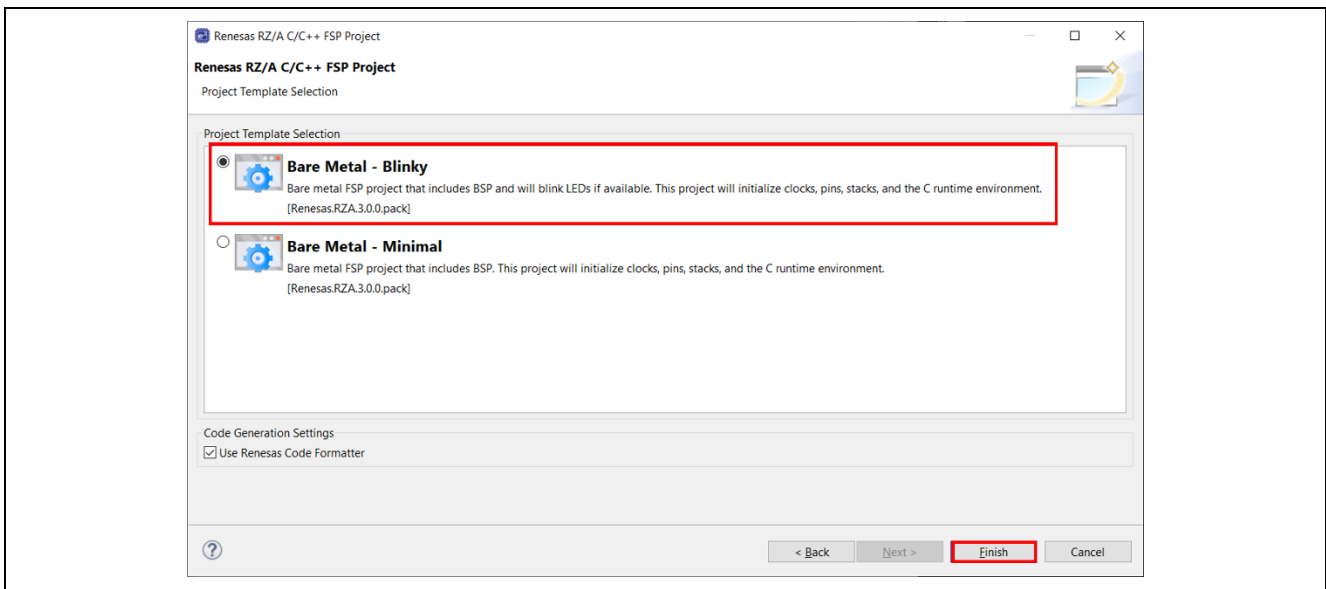 Renesas RZ/A C/C++ FSP Project
Renesas RZ/A C/C++ FSP Project
Project Template Selection
Project Template Selection
Bare Metal - Blinky
Bare metal FSP project that includes BSP and will blink LEDs if available. This project will initialize clocks, pins, stacks, and the C runtime environment.
[Renesas.RZA.3.0.0.pack]
Bare Metal - Minimal
Bare metal FSP project that includes BSP. This project will initialize clocks, pins, stacks, and the C runtime environment.
[Renesas.RZA.3.0.0.pack]
Code Generation Settings
Use Renesas Code Formatter
? < Back Next > Finish Cancel